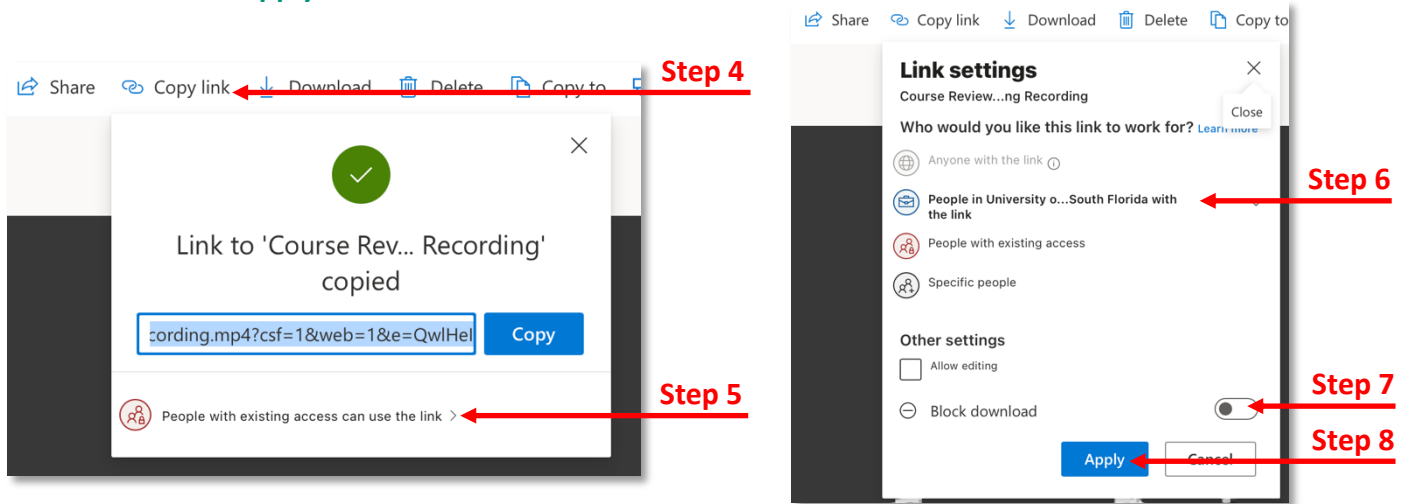 Share Copy link Download Delete Copy to
Step 4
Link to 'Course Rev... Recording'
copied
cording.mp4?csf=1&web=1&e=QwlHeI
Copy
People with existing access can use the link
Step 5
Share Copy link Download Delete Copy to
Link settings
Course Review...ng Recording
Close
Who would you like this link to work for? Learn more
Anyone with the link
People in University o...South Florida with
the link
Step 6
People with existing access
Specific people
Other settings
Allow editing
Block download
Step 7
Apply Cancel
Step 8